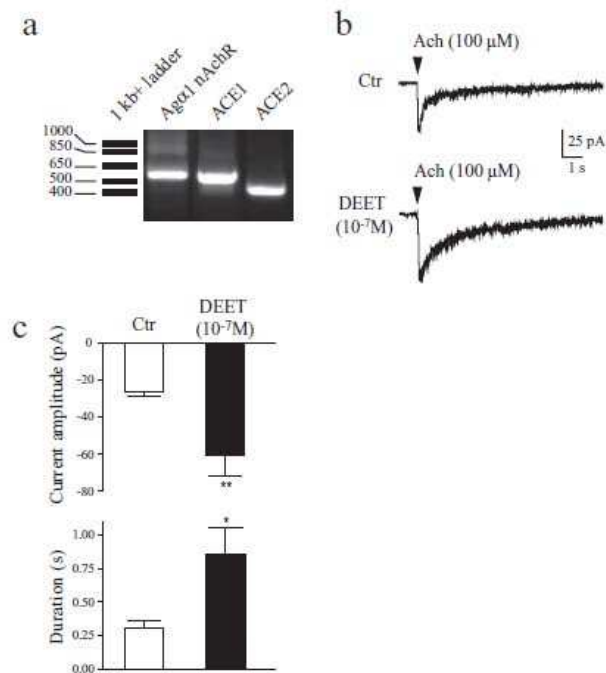 a
1 kb+ ladder
Agα1 nAchR
ACE1
ACE2
1000
850
650
500
400
b
Ach (100 μM)
Ctr
25 pA
1 s
Ach (100 μM)
DEET
(10⁻⁷M)
c
Ctr
DEET
(10⁻⁷M)
Current amplitude (pA)
0
-20
-40
-60
-80
**
*
Duration (s)
1.00
0.75
0.50
0.25
0.00